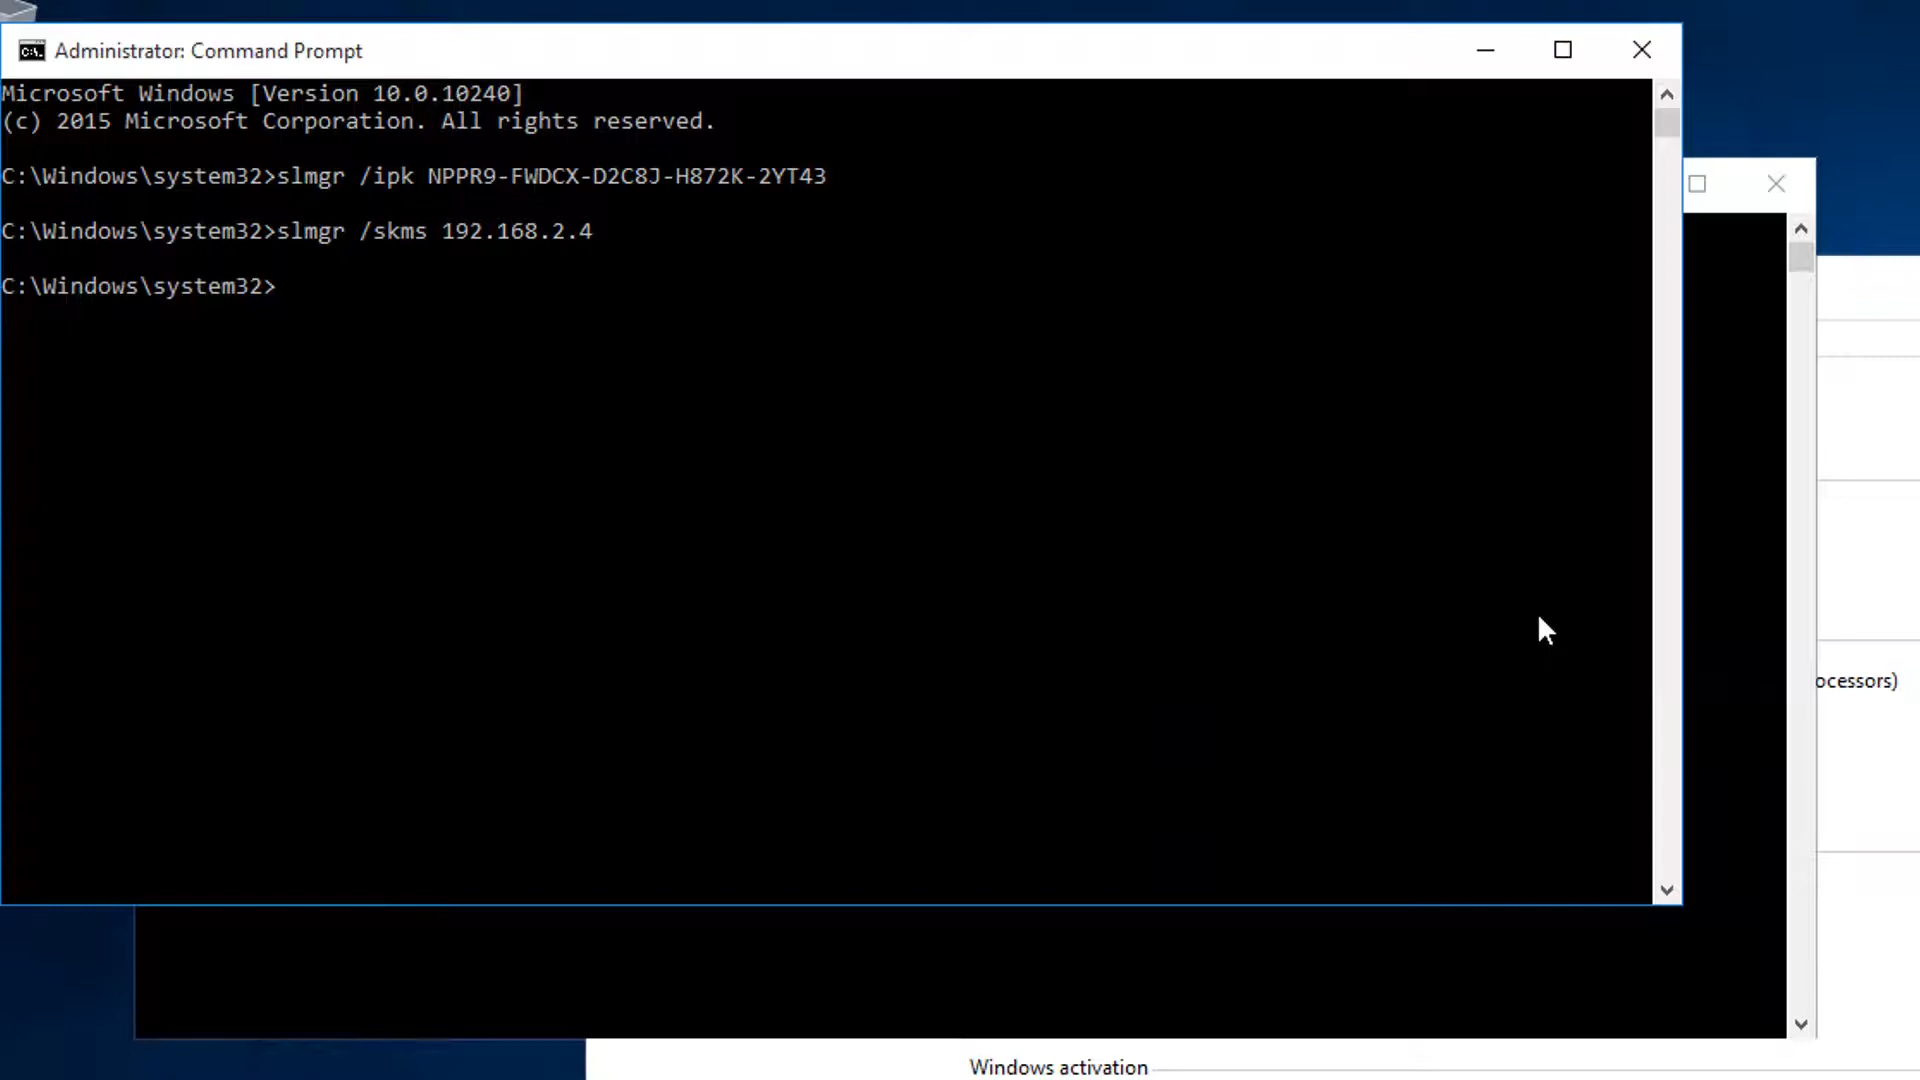 Administrator: Command Prompt
Microsoft Windows [Version 10.0.10240]
(c) 2015 Microsoft Corporation. All rights reserved.
C:\Windows\system32>slmgr /ipk NPPR9-FWDCX-D2C8J-H872K-2YT43
C:\Windows\system32>slmgr /skms 192.168.2.4
C:\Windows\system32>
ocessors)
Windows activation